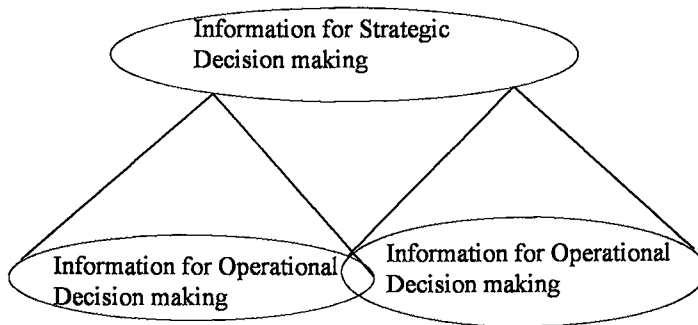 Information for Strategic
Decision making
Information for Operational
Decision making
Information for Operational
Decision making